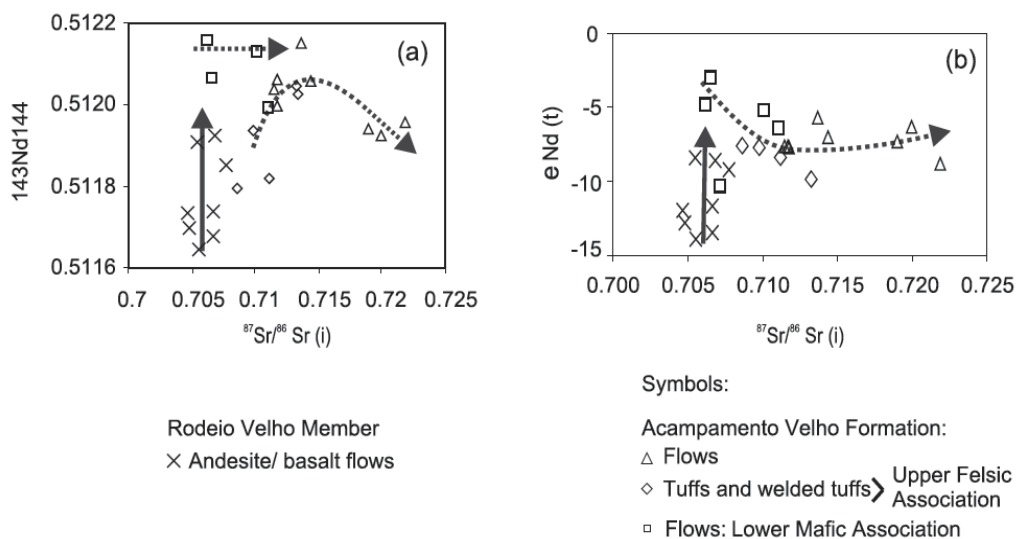 0.5122
0.5120
0.5118
0.5116
143Nd144
(a)
0.7 0.705 0.71 0.715 0.72 0.725
87Sr/86 Sr (i)
0
-5
-10
-15
e Nd (t)
(b)
0.700 0.705 0.710 0.715 0.720 0.725
87Sr/86 Sr (i)
Rodeio Velho Member
Andesite/ basalt flows
Symbols:
Acampamento Velho Formation:
Flows
Tuffs and welded tuffs
Upper Felsic
Association
Flows: Lower Mafic Association